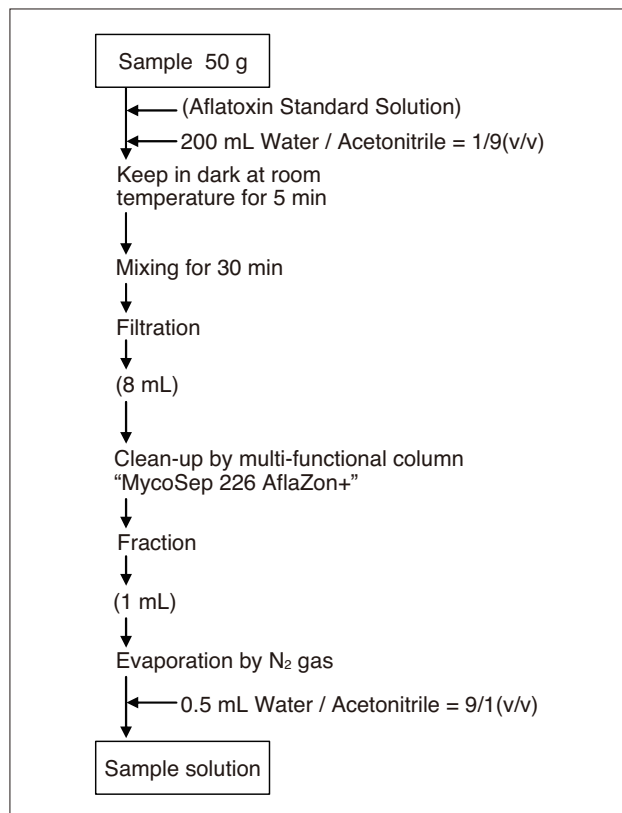 Sample 50 g
(Aflatoxin Standard Solution)
200 mL Water / Acetonitrile = 1/9(v/v)
Keep in dark at room
temperature for 5 min
Mixing for 30 min
Filtration
(8 mL)
Clean-up by multi-functional column
“MycoSep 226 AflaZon+”
Fraction
(1 mL)
Evaporation by N₂ gas
0.5 mL Water / Acetonitrile = 9/1(v/v)
Sample solution